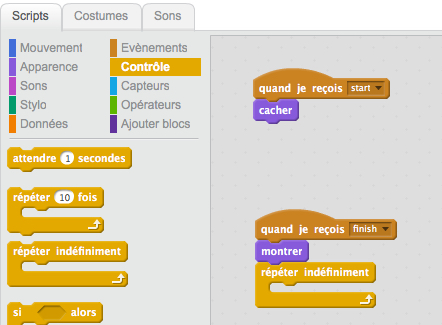 Scripts Costumes Sons
Mouvement Evènements
Apparence Contrôle
Sons Capteurs
Stylo Opérateurs
Données Ajouter blocs
attendre 1 secondes
répéter 10 fois
répéter indéfiniment
si alors
quand je reçois start
cacher
quand je reçois finish
montrer
répéter indéfiniment